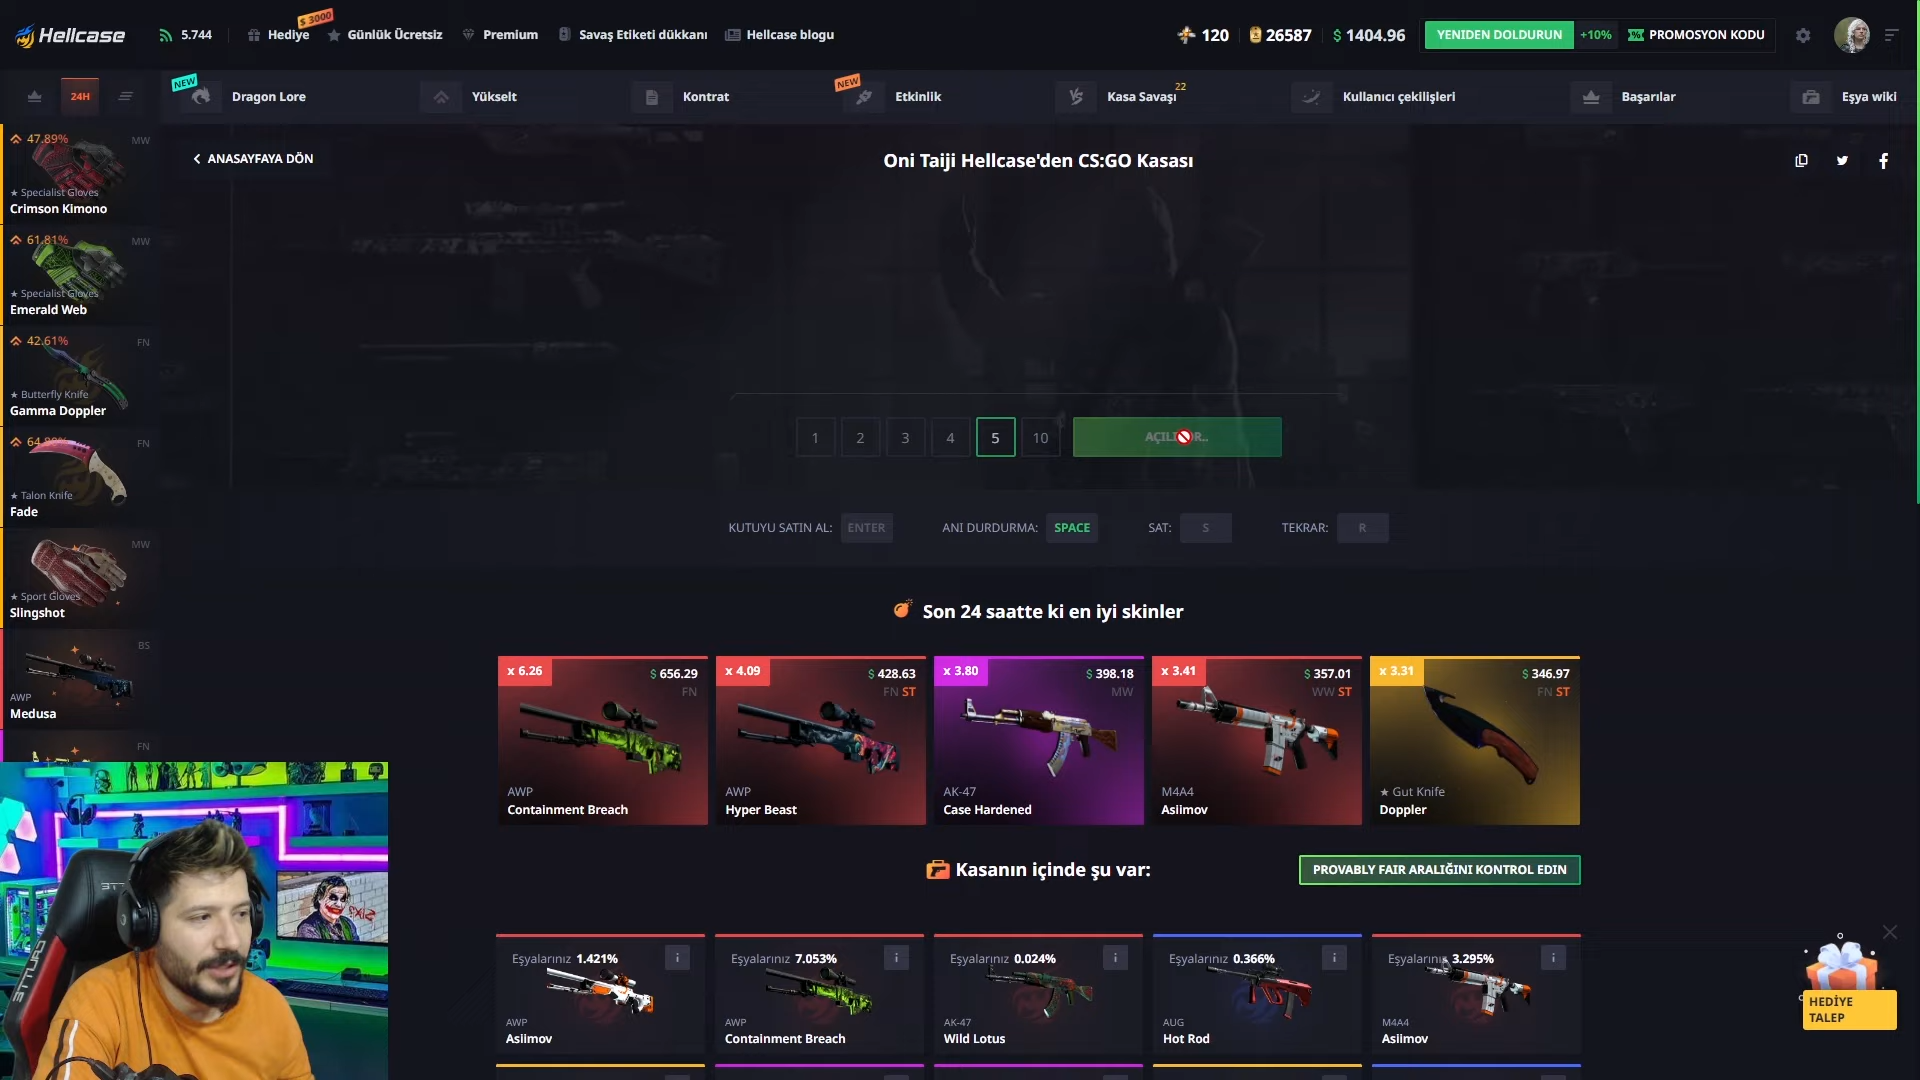 Hellcase
5.744
$ 3000
Hediye
Günlük Ücretsiz
Premium
Savaş Etiketi dükkanı
Hellcase blogu
120
26587
$ 1404.96
YENIDEN DOLDURUN
+10%
PROMOSYON KODU
24H
NEW
Dragon Lore
Yükselt
Kontrat
NEW
Etkinlik
Kasa Savaşı
22
Kullanıcı çekilişleri
Başarılar
Eşya wiki
ANASAYFAYA DÖN
Oni Taiji Hellcase'den CS:GO Kasası
47.89%
MW
★ Specialist Gloves
Crimson Kimono
61.81%
MW
★ Specialist Gloves
Emerald Web
42.61%
FN
★ Butterfly Knife
Gamma Doppler
FN
★ Talon Knife
Fade
MW
★ Sport Gloves
Slingshot
BS
AWP
Medusa
FN
1
2
3
4
5
10
KUTUYU SATIN AL: ENTER
ANI DURDURMA: SPACE
SAT: S
TEKRAR: R
Son 24 saatte ki en iyi skinler
x 6.26
$ 656.29
FN
AWP
Containment Breach
x 4.09
$ 428.63
FN ST
AWP
Hyper Beast
x 3.80
$ 398.18
MW
AK-47
Case Hardened
x 3.41
$ 357.01
WW ST
M4A4
Asiimov
x 3.31
$ 346.97
FN ST
★ Gut Knife
Doppler
Kasanın içinde şu var:
PROVABLY FAIR ARALIĞINI KONTROL EDIN
Eşyalarınız 1.421%
i
AWP
Asiimov
Eşyalarınız 7.053%
i
AWP
Containment Breach
Eşyalarınız 0.024%
i
AK-47
Wild Lotus
Eşyalarınız 0.366%
i
AUG
Hot Rod
Eşyalarınız 3.295%
i
M4A4
Asiimov
HEDİYE
TALEP